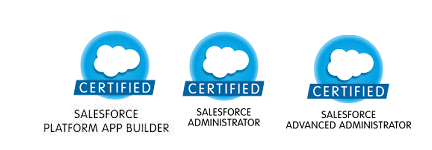 CERTIFIED
SALESFORCE
PLATFORM APP BUILDER
CERTIFIED
SALESFORCE
ADMINISTRATOR
CERTIFIED
SALESFORCE
ADVANCED ADMINISTRATOR